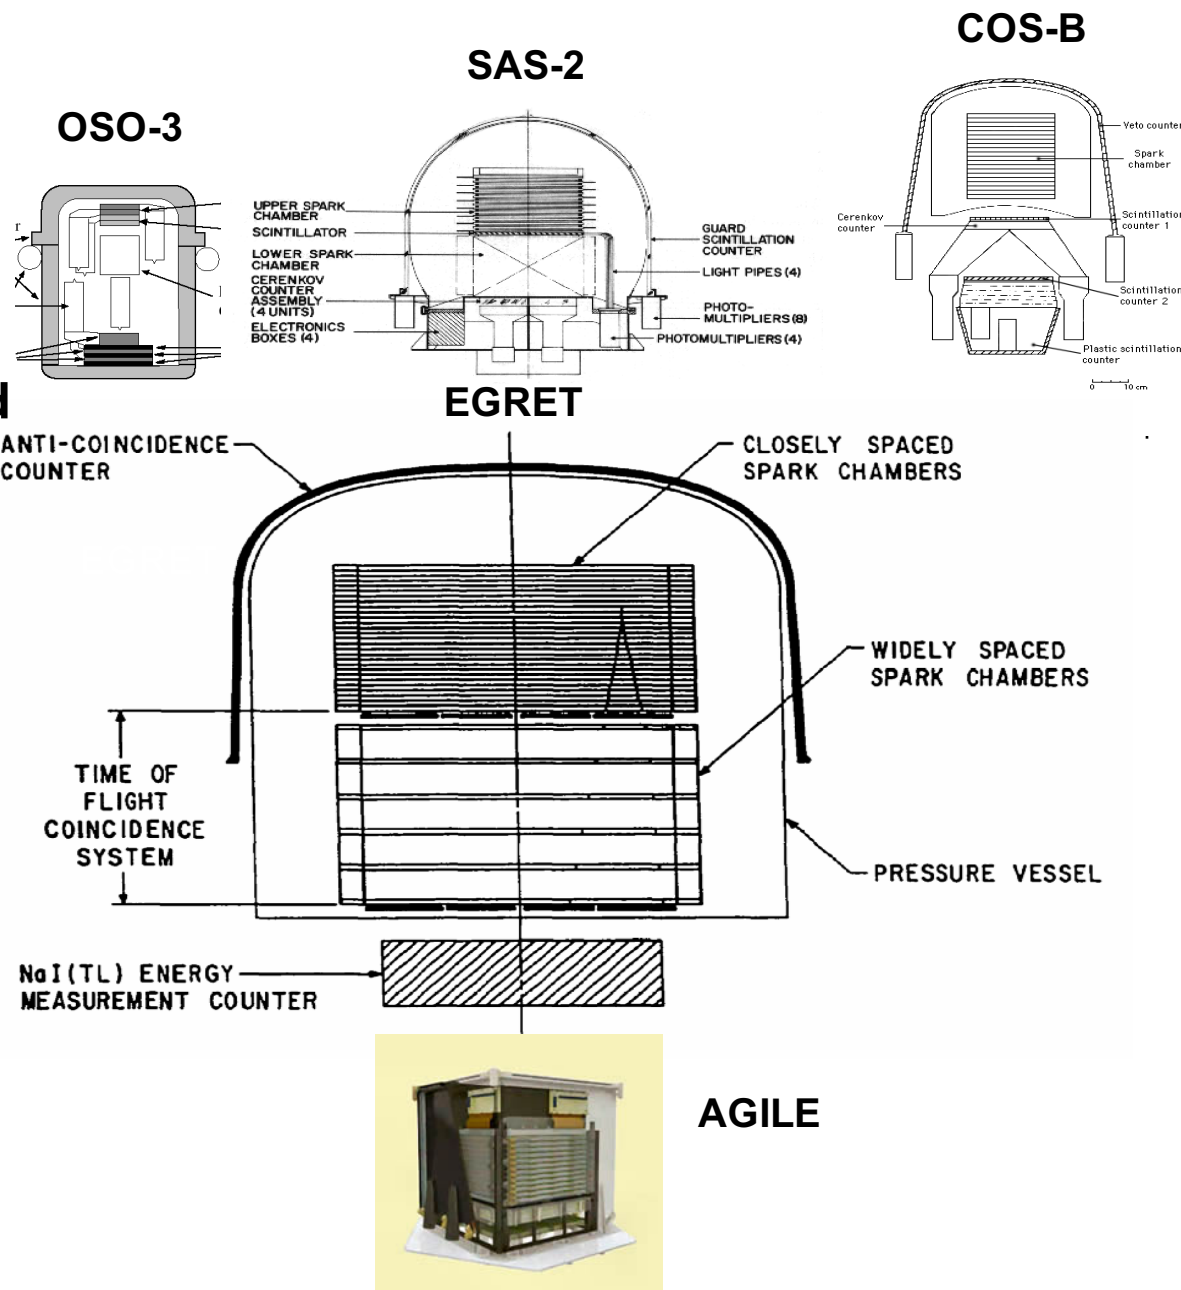 COS-B
SAS-2
OSO-3
r
UPPER SPARK
CHAMBER
SCINTILLATOR
LOWER SPARK
CHAMBER
CERENKOV
COUNTER
ASSEMBLY
(4 UNITS)
ELECTRONICS
BOXES (4)
GUARD
SCINTILLATION
COUNTER
LIGHT PIPES (4)
PHOTO-
MULTIPLIERS (8)
PHOTOMULTIPLIERS (4)
Veto counter
Spark
chamber
Cerenkov
counter
Scintillation
counter 1
Scintillation
counter 2
Plastic scintillation
counter
0 10 cm
d
EGRET
ANTI-COINCIDENCE
COUNTER
CLOSELY SPACED
SPARK CHAMBERS
WIDELY SPACED
SPARK CHAMBERS
TIME OF
FLIGHT
COINCIDENCE
SYSTEM
PRESSURE VESSEL
NaI(TL) ENERGY
MEASUREMENT COUNTER
AGILE